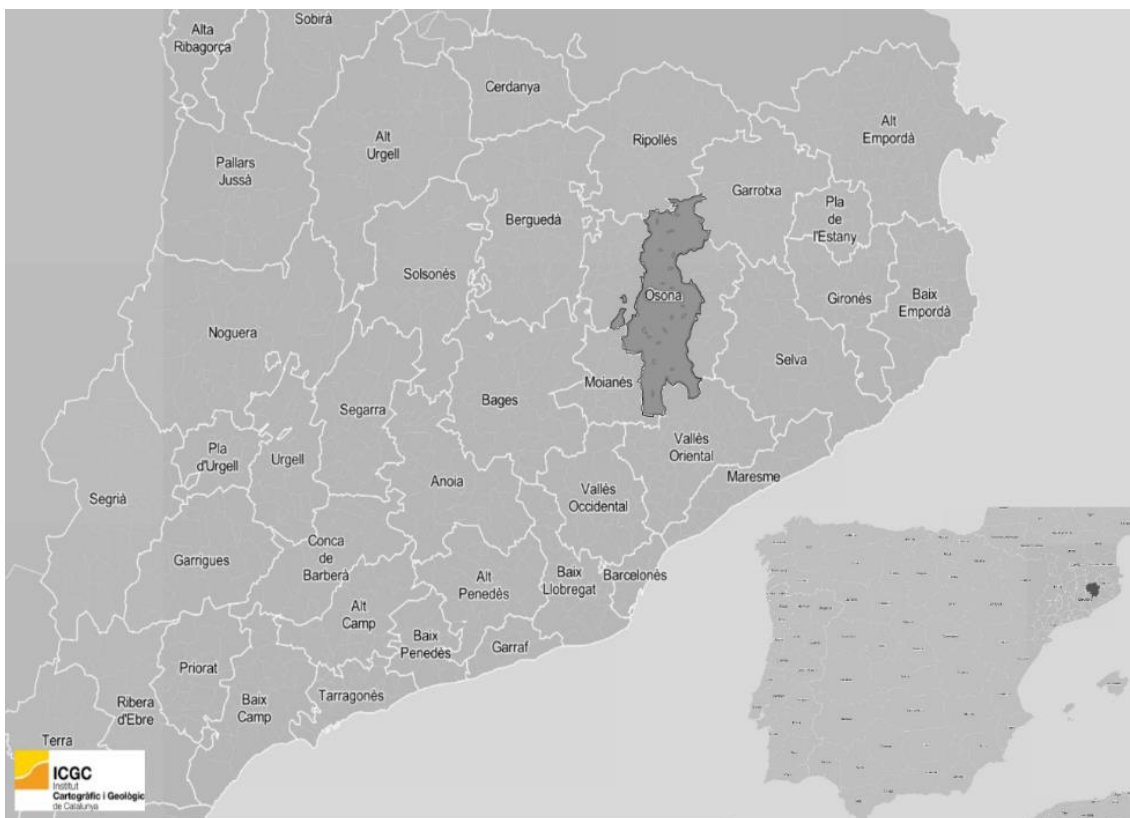 Sobirà
Alta
Ribagorça
Cerdanya
Alt
Urgell
Ripollès
Alt
Empordà
Pallars
Jussà
Garrotxa
Pla
de
l'Estany
Berguedà
Solsonès
Osona
Gironès
Baix
Empordà
Noguera
Selva
Moianès
Bages
Segarra
Vallès
Oriental
Pla
d'Urgell
Urgell
Anoia
Maresme
Vallès
Occidental
Segrià
Garrigues
Conca
de
Barberà
Alt
Penedès
Baix
Llobregat
Barcelonès
Alt
Camp
Baix
Penedès
Garraf
Priorat
Tarragonès
Ribera
d'Ebre
Baix
Camp
Terra
ICGC
Institut
Cartogràfic i Geològic
de Catalunya